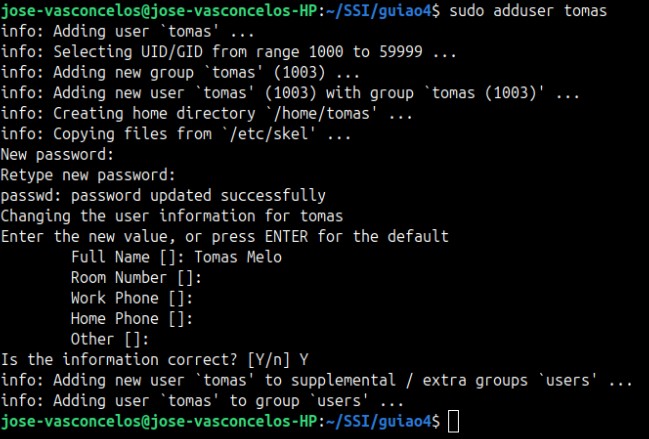 jose-vasconcelos@jose-vasconcelos-HP:~/SSI/guiao4$ sudo adduser tomas
info: Adding user `tomas' ...
info: Selecting UID/GID from range 1000 to 59999 ...
info: Adding new group `tomas' (1003) ...
info: Adding new user `tomas' (1003) with group `tomas (1003)' ...
info: Creating home directory `/home/tomas' ...
info: Copying files from `/etc/skel' ...
New password:
Retype new password:
passwd: password updated successfully
Changing the user information for tomas
Enter the new value, or press ENTER for the default
        Full Name []: Tomas Melo
        Room Number []:
        Work Phone []:
        Home Phone []:
        Other []:
Is the information correct? [Y/n] Y
info: Adding new user `tomas' to supplemental / extra groups `users' ...
info: Adding user `tomas' to group `users' ...
jose-vasconcelos@jose-vasconcelos-HP:~/SSI/guiao4$